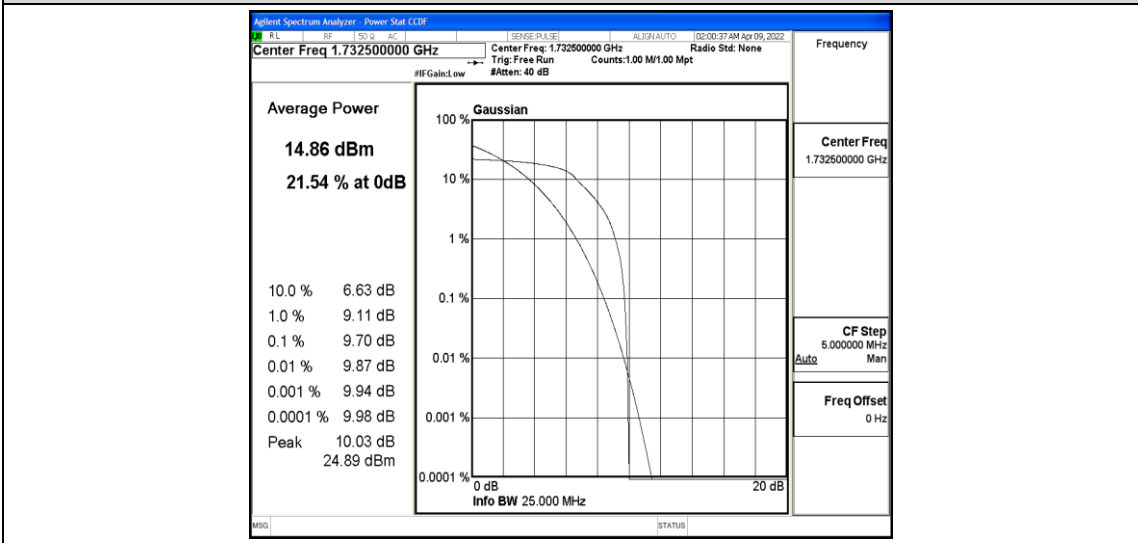 Agilent Spectrum Analyzer - Power Stat CCDF
LXI RL RF 50 Ω AC SENSE:PULSE ALIGN AUTO 02:00:37 AM Apr 09, 2022
Center Freq 1.732500000 GHz
Center Freq: 1.732500000 GHz Radio Std: None
Trig: Free Run Counts:1.00 M/1.00 Mpt
#IFGain:Low #Atten: 40 dB
Average Power
14.86 dBm
21.54 % at 0dB
10.0 % 6.63 dB
1.0 % 9.11 dB
0.1 % 9.70 dB
0.01 % 9.87 dB
0.001 % 9.94 dB
0.0001 % 9.98 dB
Peak 10.03 dB
24.89 dBm
Gaussian
100 %
10 %
1 %
0.1 %
0.01 %
0.001 %
0.0001 %
0 dB 20 dB
Info BW 25.000 MHz
Frequency
Center Freq
1.732500000 GHz
CF Step
5.000000 MHz
Auto Man
Freq Offset
0 Hz
MSG STATUS